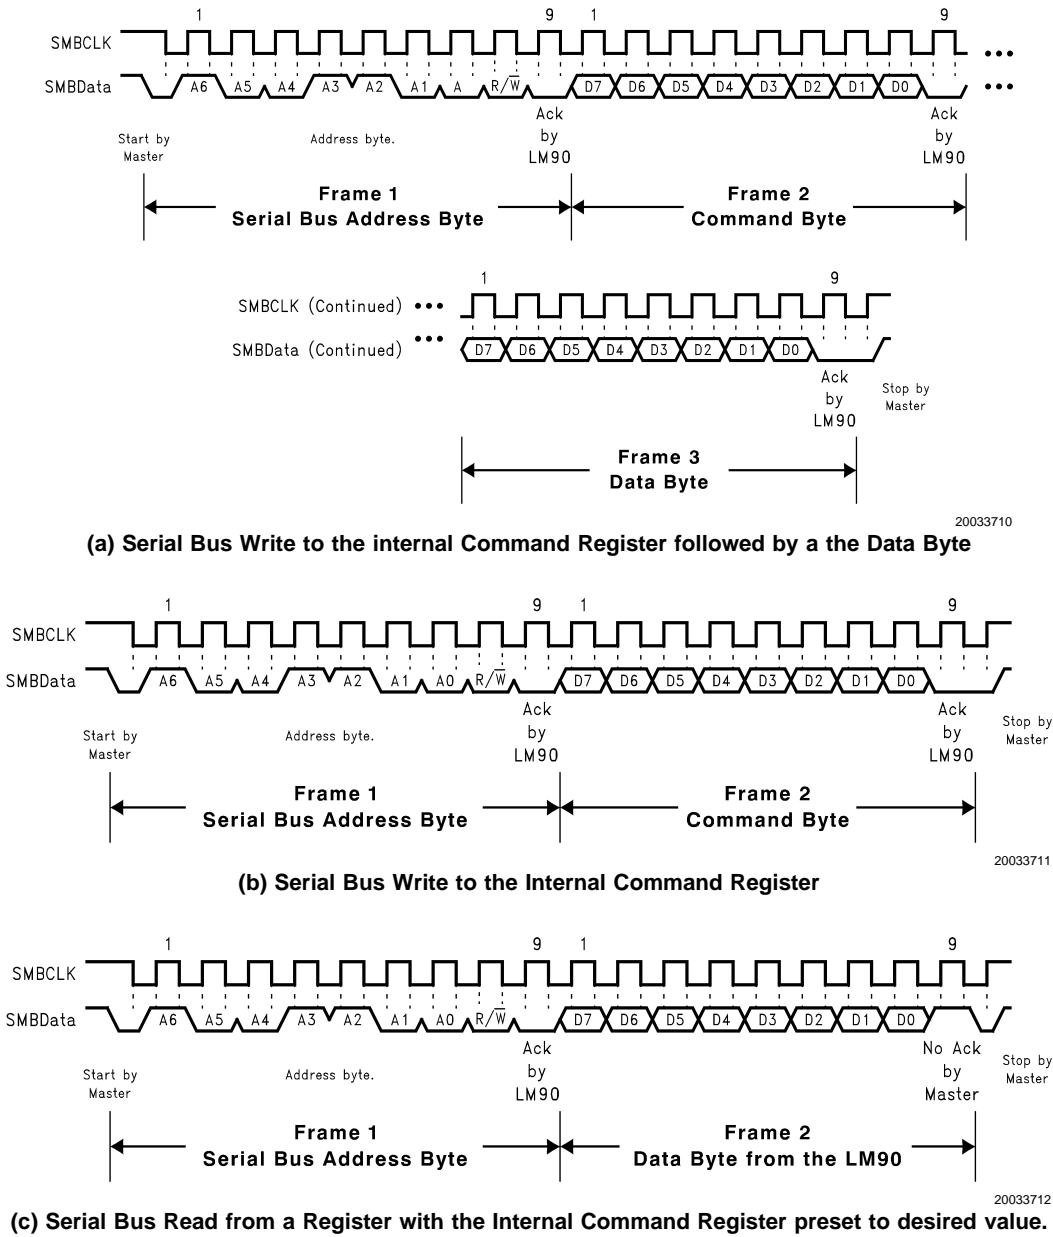 1 9 1 9
SMBCLK
SMBData A6 A5 A4 A3 A2 A1 A R/W̅ D7 D6 D5 D4 D3 D2 D1 D0
Start by
Master
Address byte.
Ack
by
LM90
Ack
by
LM90
Frame 1
Serial Bus Address Byte
Frame 2
Command Byte
1 9
SMBCLK (Continued)
SMBData (Continued) D7 D6 D5 D4 D3 D2 D1 D0
Ack
by
LM90
Stop by
Master
Frame 3
Data Byte
20033710
(a) Serial Bus Write to the internal Command Register followed by a the Data Byte
1 9 1 9
SMBCLK
SMBData A6 A5 A4 A3 A2 A1 A0 R/W̅ D7 D6 D5 D4 D3 D2 D1 D0
Start by
Master
Address byte.
Ack
by
LM90
Ack
by
LM90
Stop by
Master
Frame 1
Serial Bus Address Byte
Frame 2
Command Byte
20033711
(b) Serial Bus Write to the Internal Command Register
1 9 1 9
SMBCLK
SMBData A6 A5 A4 A3 A2 A1 A0 R/W̅ D7 D6 D5 D4 D3 D2 D1 D0
Start by
Master
Address byte.
Ack
by
LM90
No Ack
by
Master
Stop by
Master
Frame 1
Serial Bus Address Byte
Frame 2
Data Byte from the LM90
20033712
(c) Serial Bus Read from a Register with the Internal Command Register preset to desired value.